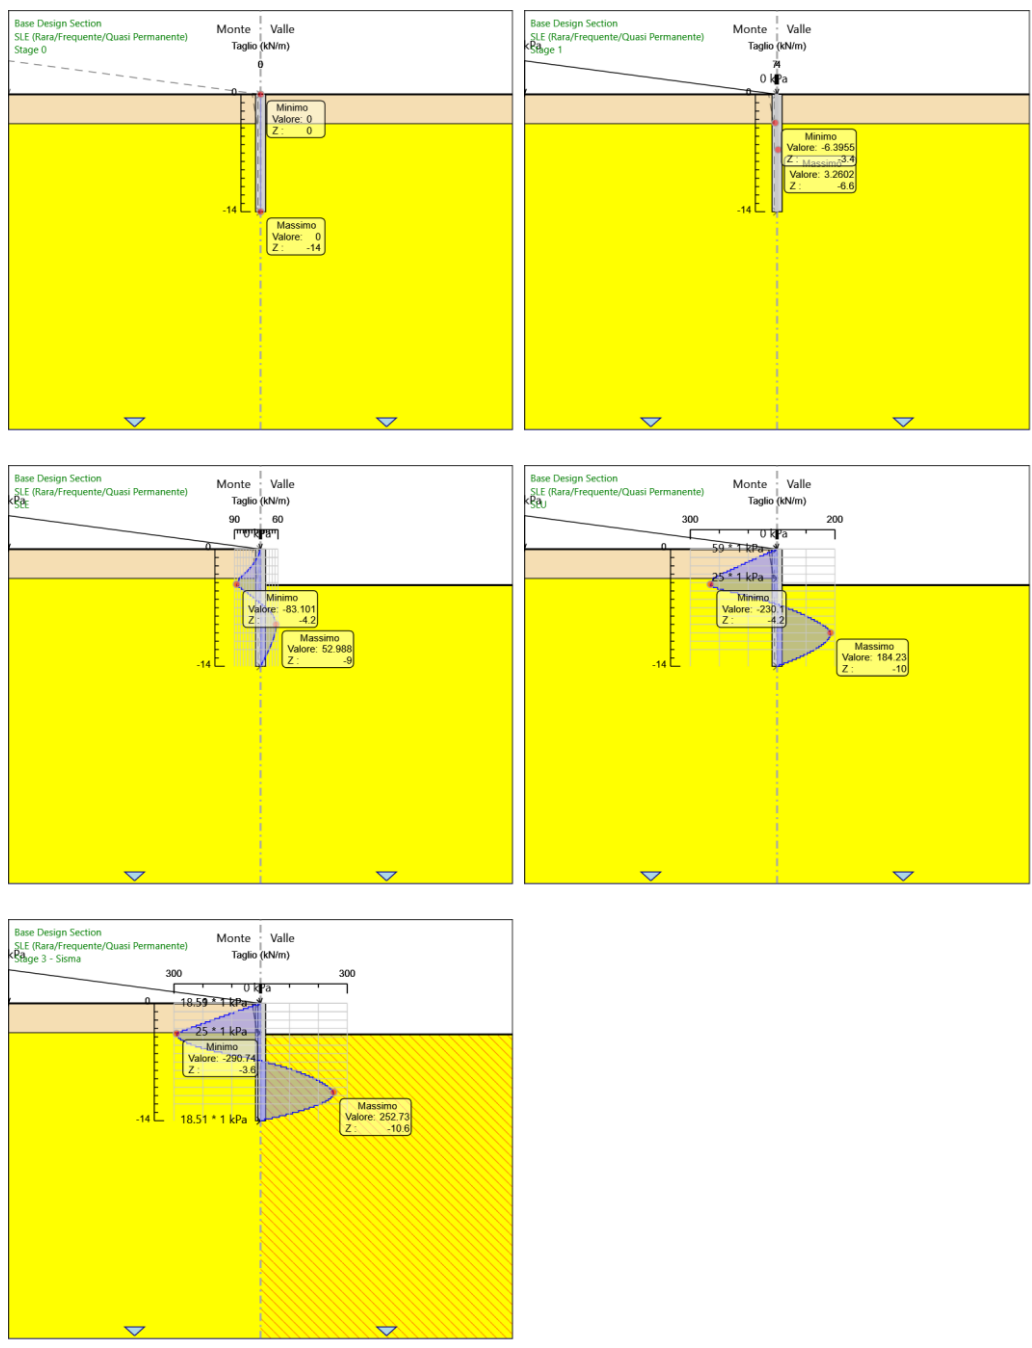 Base Design Section
SLE (Rara/Frequente/Quasi Permanente)
Stage 0
Monte
Valle
Taglio (kN/m)
0
0
Minimo
Valore: 0
Z : 0
-14
Massimo
Valore: 0
Z : -14
Base Design Section
SLE (Rara/Frequente/Quasi Permanente)
kPa
Stage 1
Monte
Valle
Taglio (kN/m)
0 kPa
0
Minimo
Valore: -6.3955
Z : -3.4
Massimo
Valore: 3.2602
Z : -6.6
-14
Base Design Section
SLE (Rara/Frequente/Quasi Permanente)
kPa
SLE
Monte
Valle
Taglio (kN/m)
90
60
0 kPa
0
Minimo
Valore: -83.101
Z : -4.2
Massimo
Valore: 52.988
Z : -9
-14
Base Design Section
SLE (Rara/Frequente/Quasi Permanente)
kPa
SLU
Monte
Valle
Taglio (kN/m)
300
200
0 kPa
0
59 * 1 kPa
25 * 1 kPa
Minimo
Valore: -230.1
Z : -4.2
Massimo
Valore: 184.23
Z : -10
-14
Base Design Section
SLE (Rara/Frequente/Quasi Permanente)
kPa
Stage 3 - Sisma
Monte
Valle
Taglio (kN/m)
300
300
0 kPa
0
25 * 1 kPa
Minimo
Valore: -290.74
Z : -3.6
Massimo
Valore: 252.73
Z : -10.6
-14
18.51 * 1 kPa